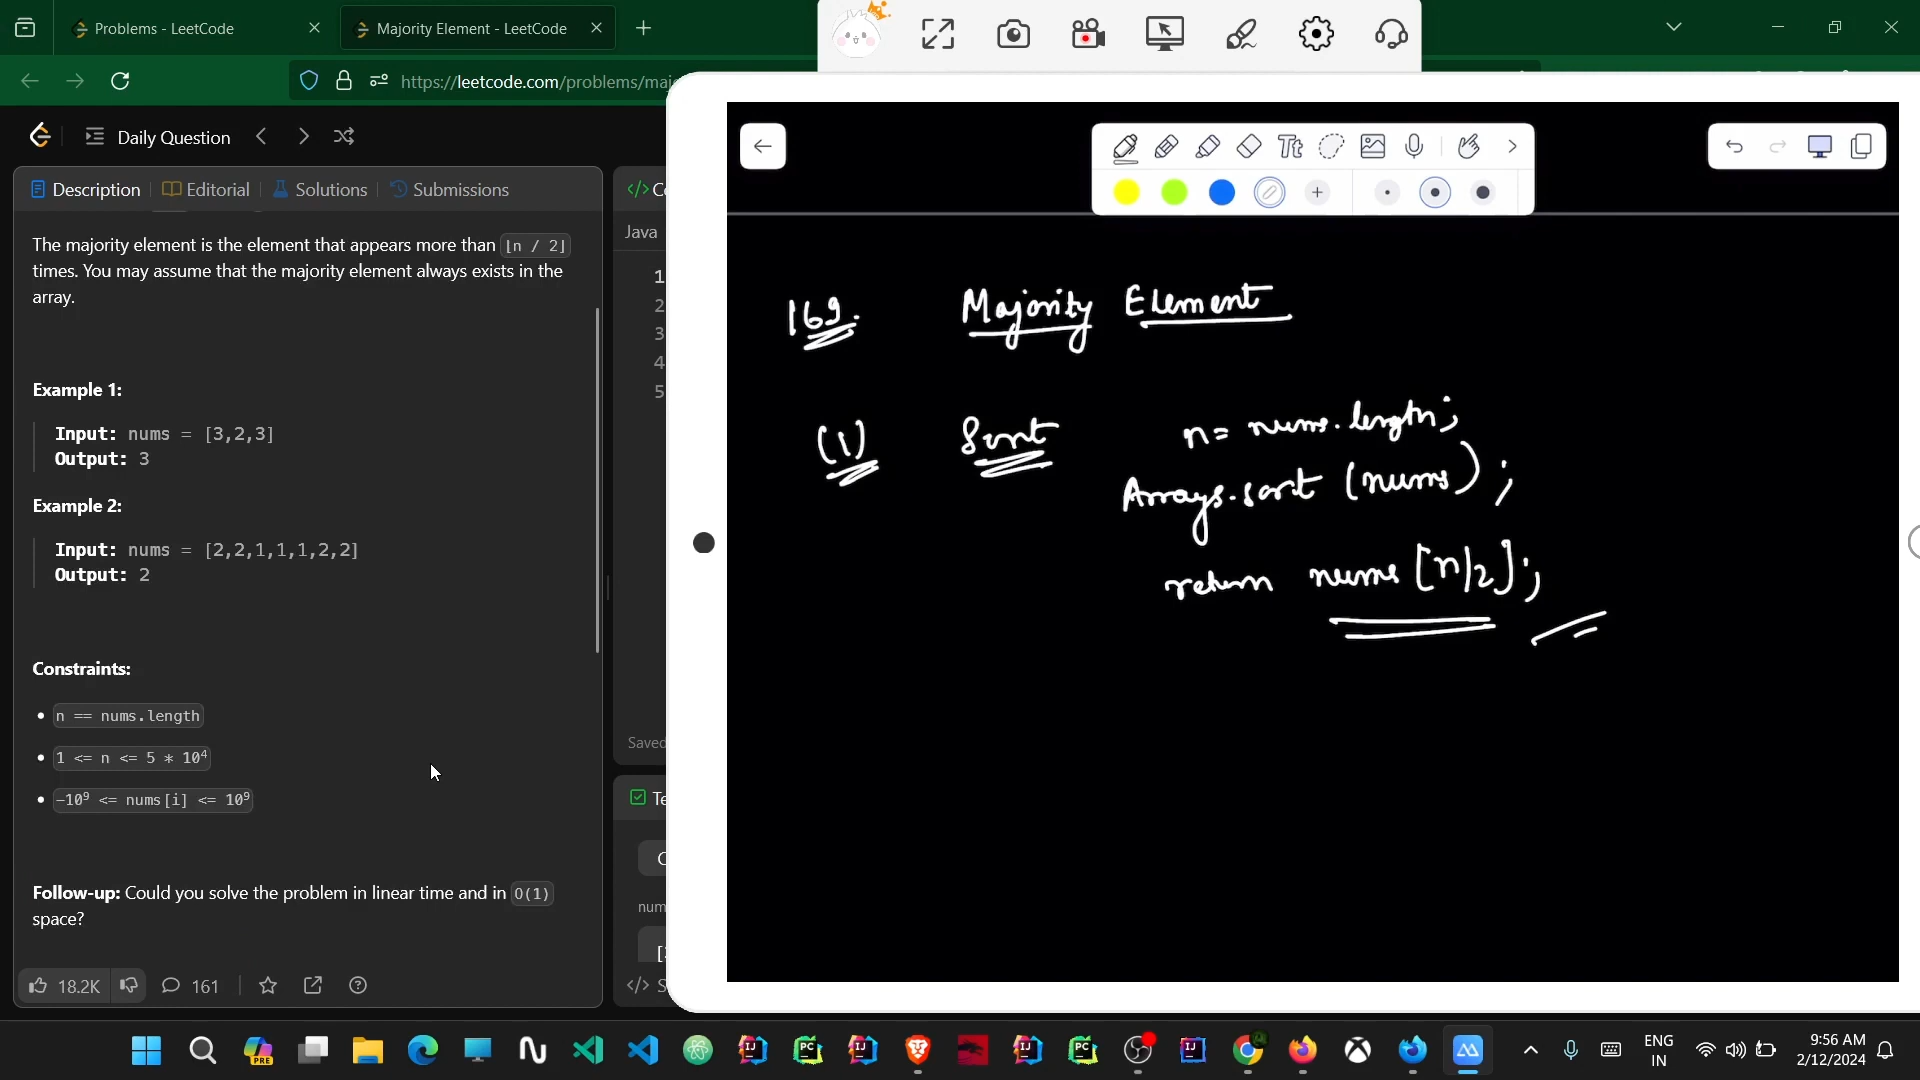 Problems - LeetCode
Majority Element - LeetCode
https://leetcode.com/problems/maj
Daily Question
Description
Editorial
Solutions
Submissions
The majority element is the element that appears more than ⌊n / 2⌋
times. You may assume that the majority element always exists in the
array.
Example 1:
Input: nums = [3,2,3]
Output: 3
Example 2:
Input: nums = [2,2,1,1,1,2,2]
Output: 2
Constraints:
n == nums.length
1 <= n <= 5 * 10⁴
-10⁹ <= nums[i] <= 10⁹
Follow-up: Could you solve the problem in linear time and in O(1)
space?
18.2K
161
Java
1
2
3
4
5
Saved
Tt
169. Majority Element
(1) Sort n = nums.length;
Arrays.sort (nums);
return nums [n/2];
PRE
ENG
IN
9:56 AM
2/12/2024